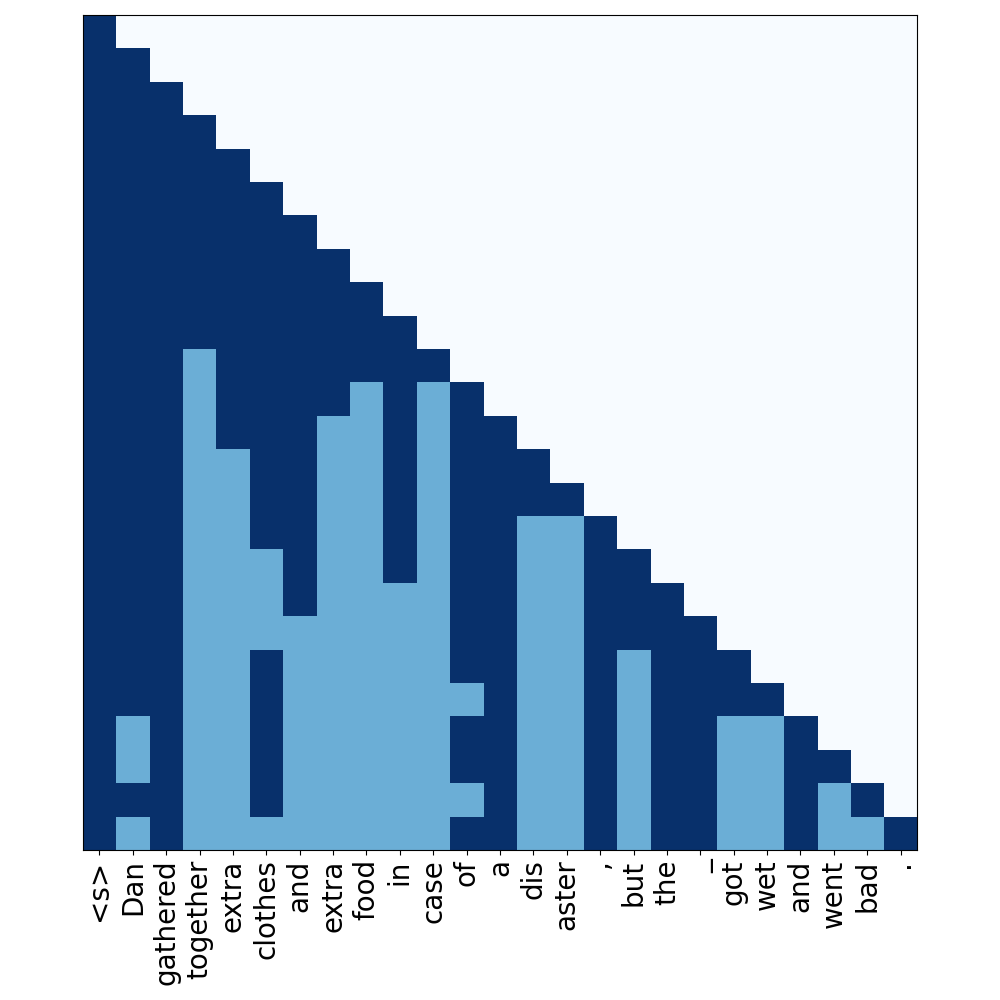 <s> Dan gathered together extra clothes and extra food in case of a dis aster , but the _ got wet and went bad .